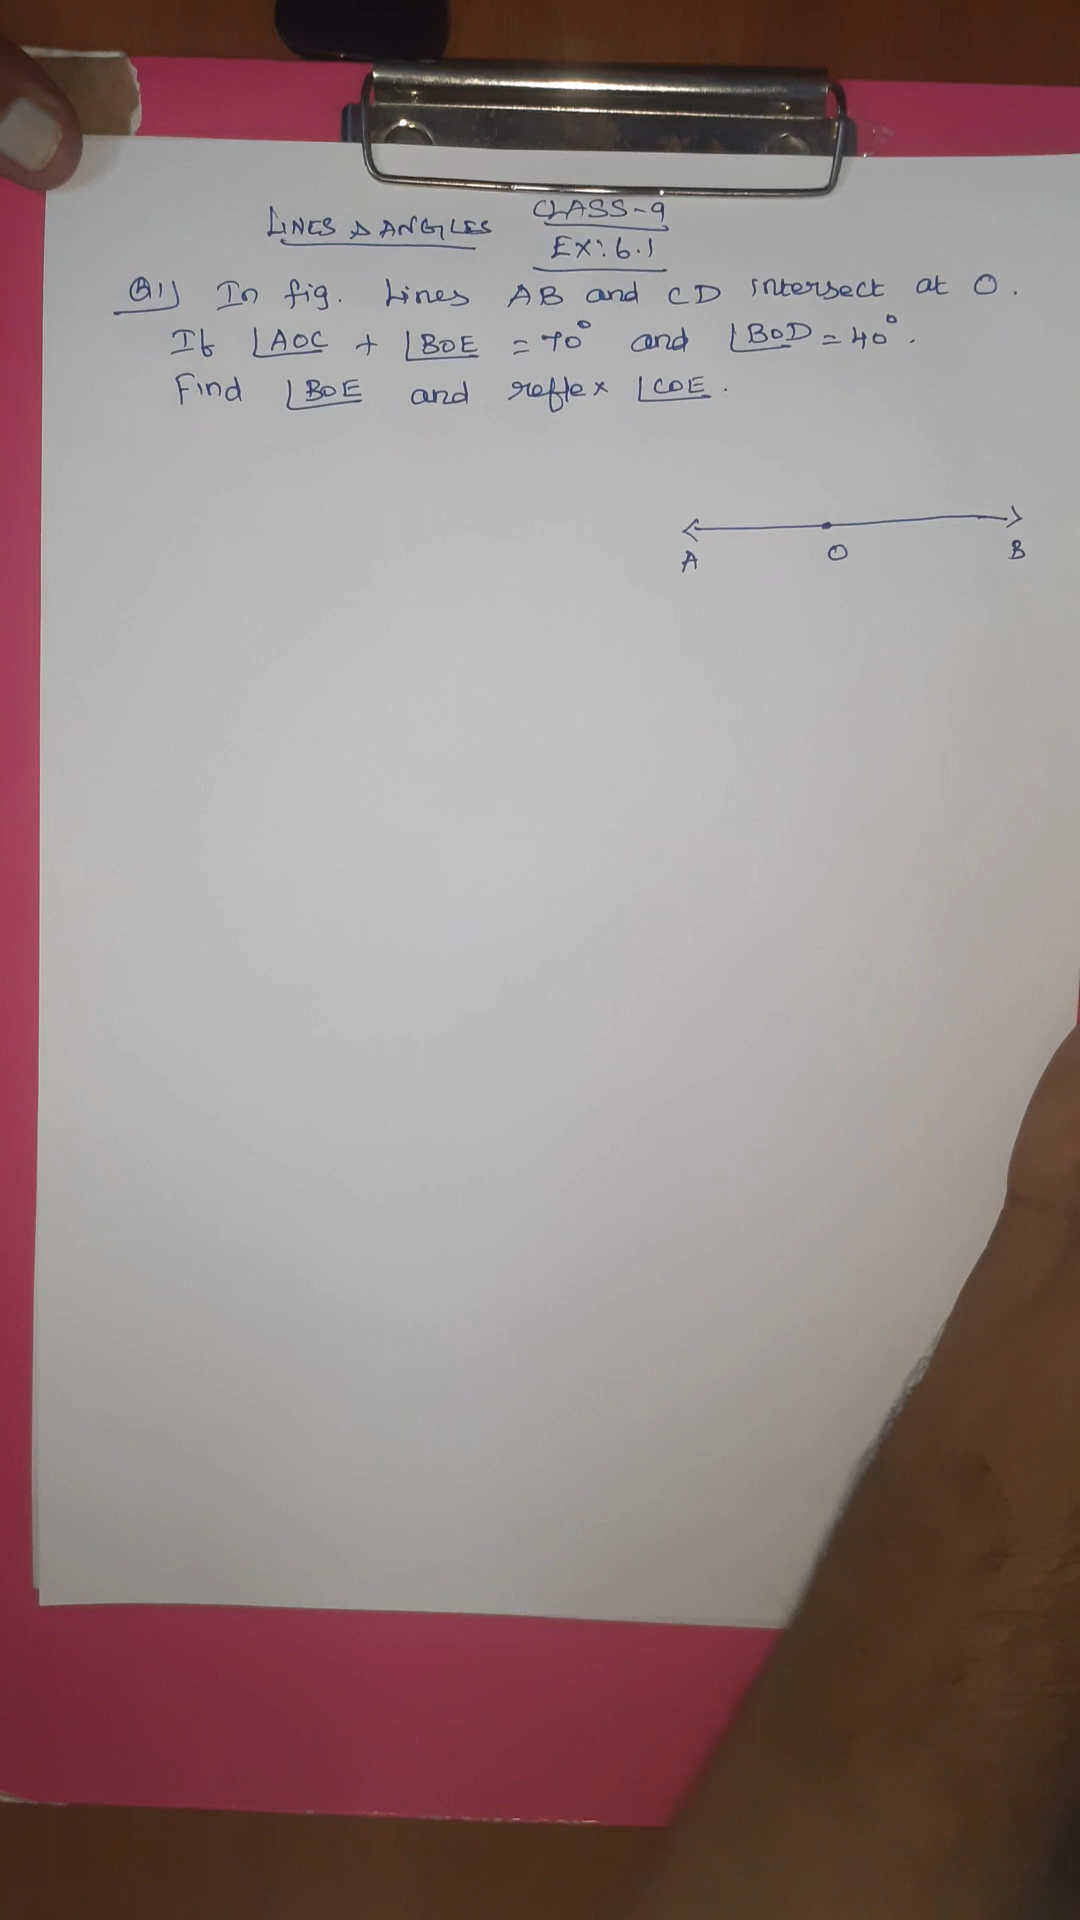 LINES & ANGLES CLASS-9
EX: 6.1
Q1) In fig. Lines AB and CD intersect at O.
If ∠AOC + ∠BOE = 70° and ∠BOD = 40°.
Find ∠BOE and reflex ∠COE.
A O B